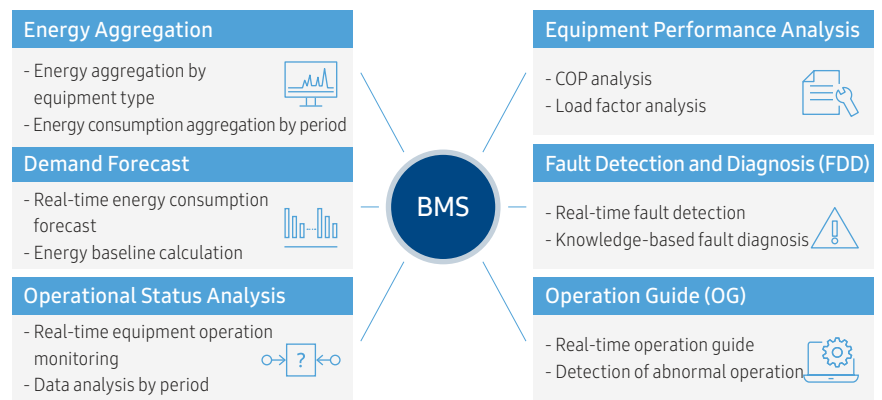 Energy Aggregation
- Energy aggregation by
equipment type
- Energy consumption aggregation by period
Demand Forecast
- Real-time energy consumption
forecast
- Energy baseline calculation
Operational Status Analysis
- Real-time equipment operation
monitoring
- Data analysis by period
?
BMS
Equipment Performance Analysis
- COP analysis
- Load factor analysis
Fault Detection and Diagnosis (FDD)
- Real-time fault detection
- Knowledge-based fault diagnosis
Operation Guide (OG)
- Real-time operation guide
- Detection of abnormal operation